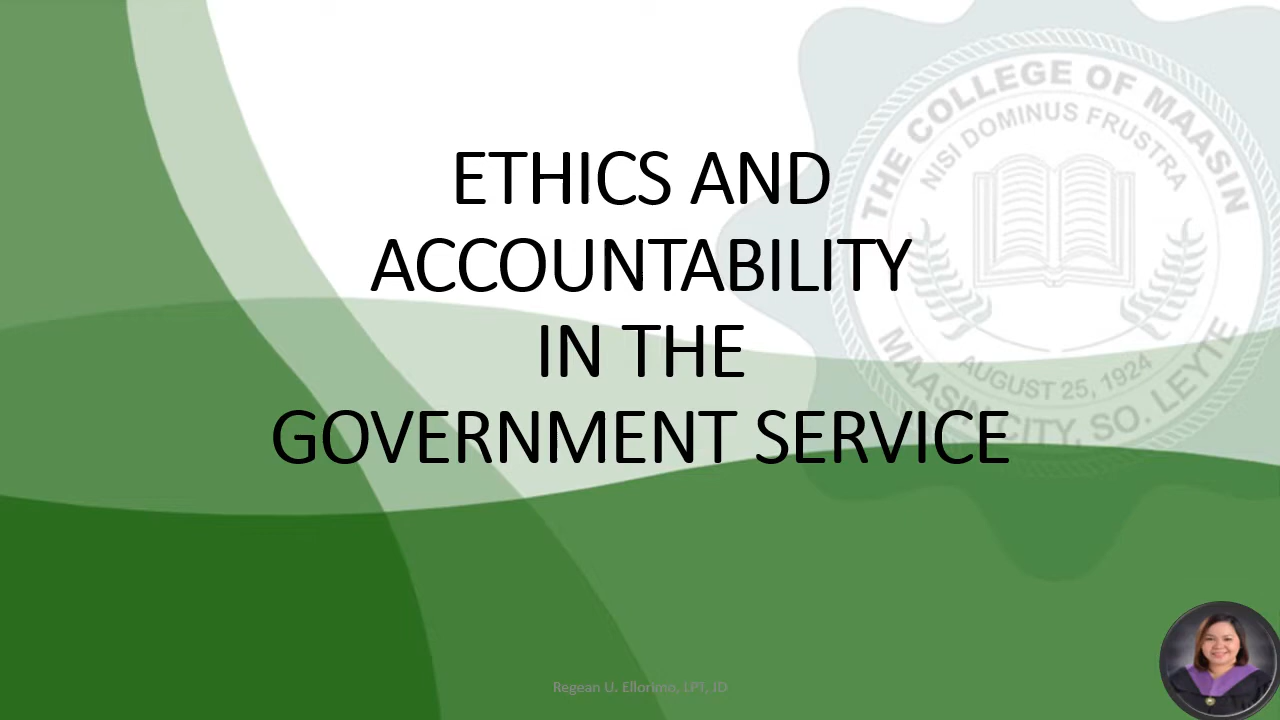 THE COLLEGE OF MAASIN
NISI DOMINUS FRUSTRA
ETHICS AND
ACCOUNTABILITY
IN THE
GOVERNMENT SERVICE
AUGUST 25, 1924
MAASIN CITY, SO. LEYTE
Regean U. Ellorimo, LPT, JD